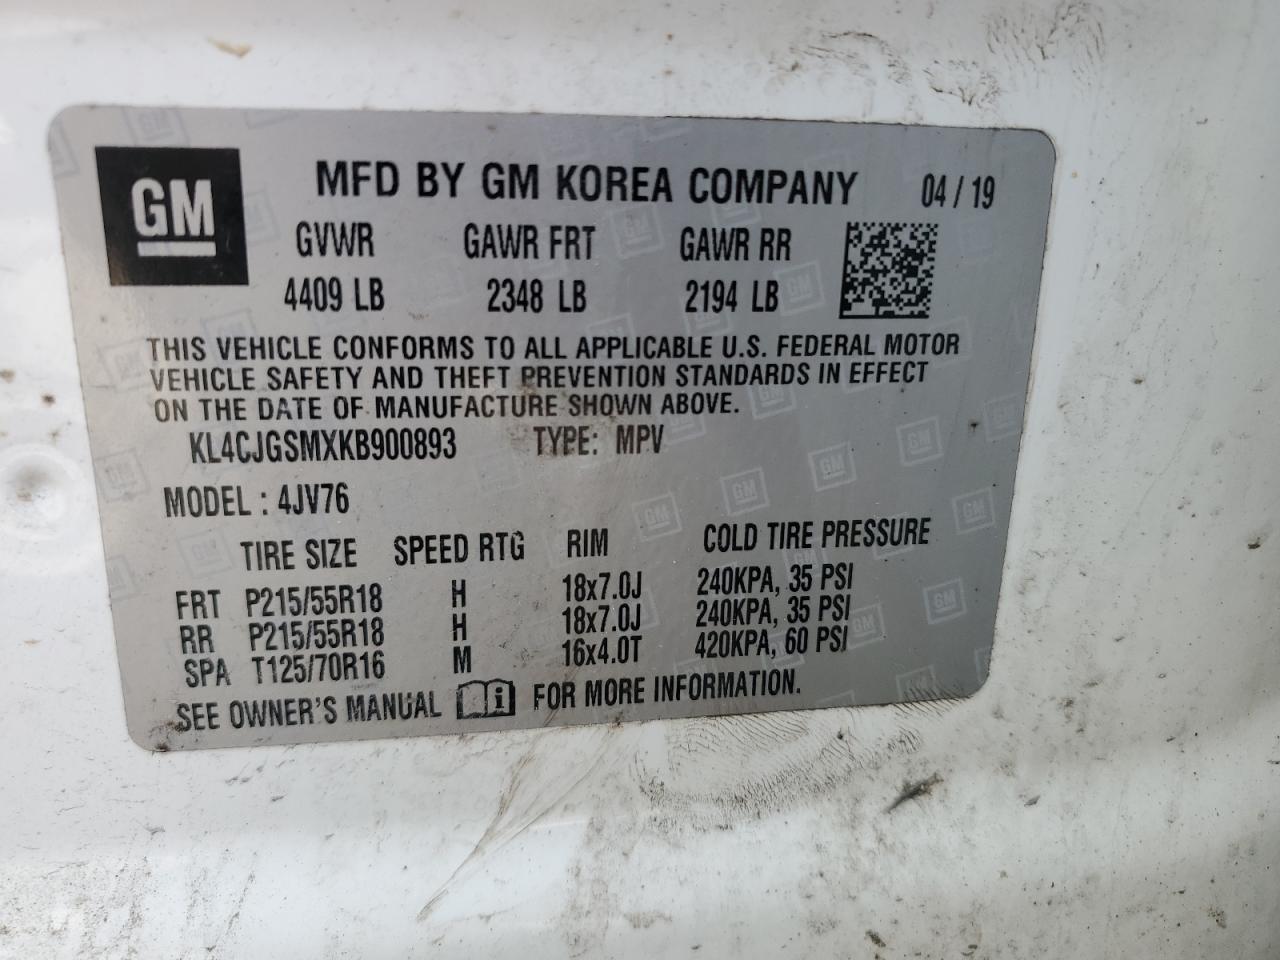 GM
MFD BY GM KOREA COMPANY 04 / 19
GVWR GAWR FRT GAWR RR
4409 LB 2348 LB 2194 LB
THIS VEHICLE CONFORMS TO ALL APPLICABLE U.S. FEDERAL MOTOR
VEHICLE SAFETY AND THEFT PREVENTION STANDARDS IN EFFECT
ON THE DATE OF MANUFACTURE SHOWN ABOVE.
KL4CJGSMXKB900893 TYPE: MPV
MODEL : 4JV76
TIRE SIZE SPEED RTG RIM COLD TIRE PRESSURE
FRT P215/55R18 H 18x7.0J 240KPA, 35 PSI
RR P215/55R18 H 18x7.0J 240KPA, 35 PSI
SPA T125/70R16 M 16x4.0T 420KPA, 60 PSI
SEE OWNER'S MANUAL i FOR MORE INFORMATION.